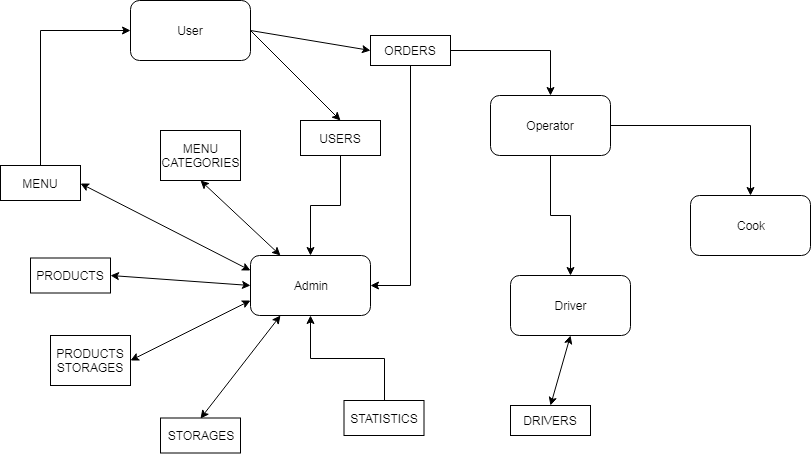 User
ORDERS
Operator
USERS
MENU
CATEGORIES
MENU
Cook
PRODUCTS
Admin
Driver
PRODUCTS
STORAGES
STATISTICS
DRIVERS
STORAGES